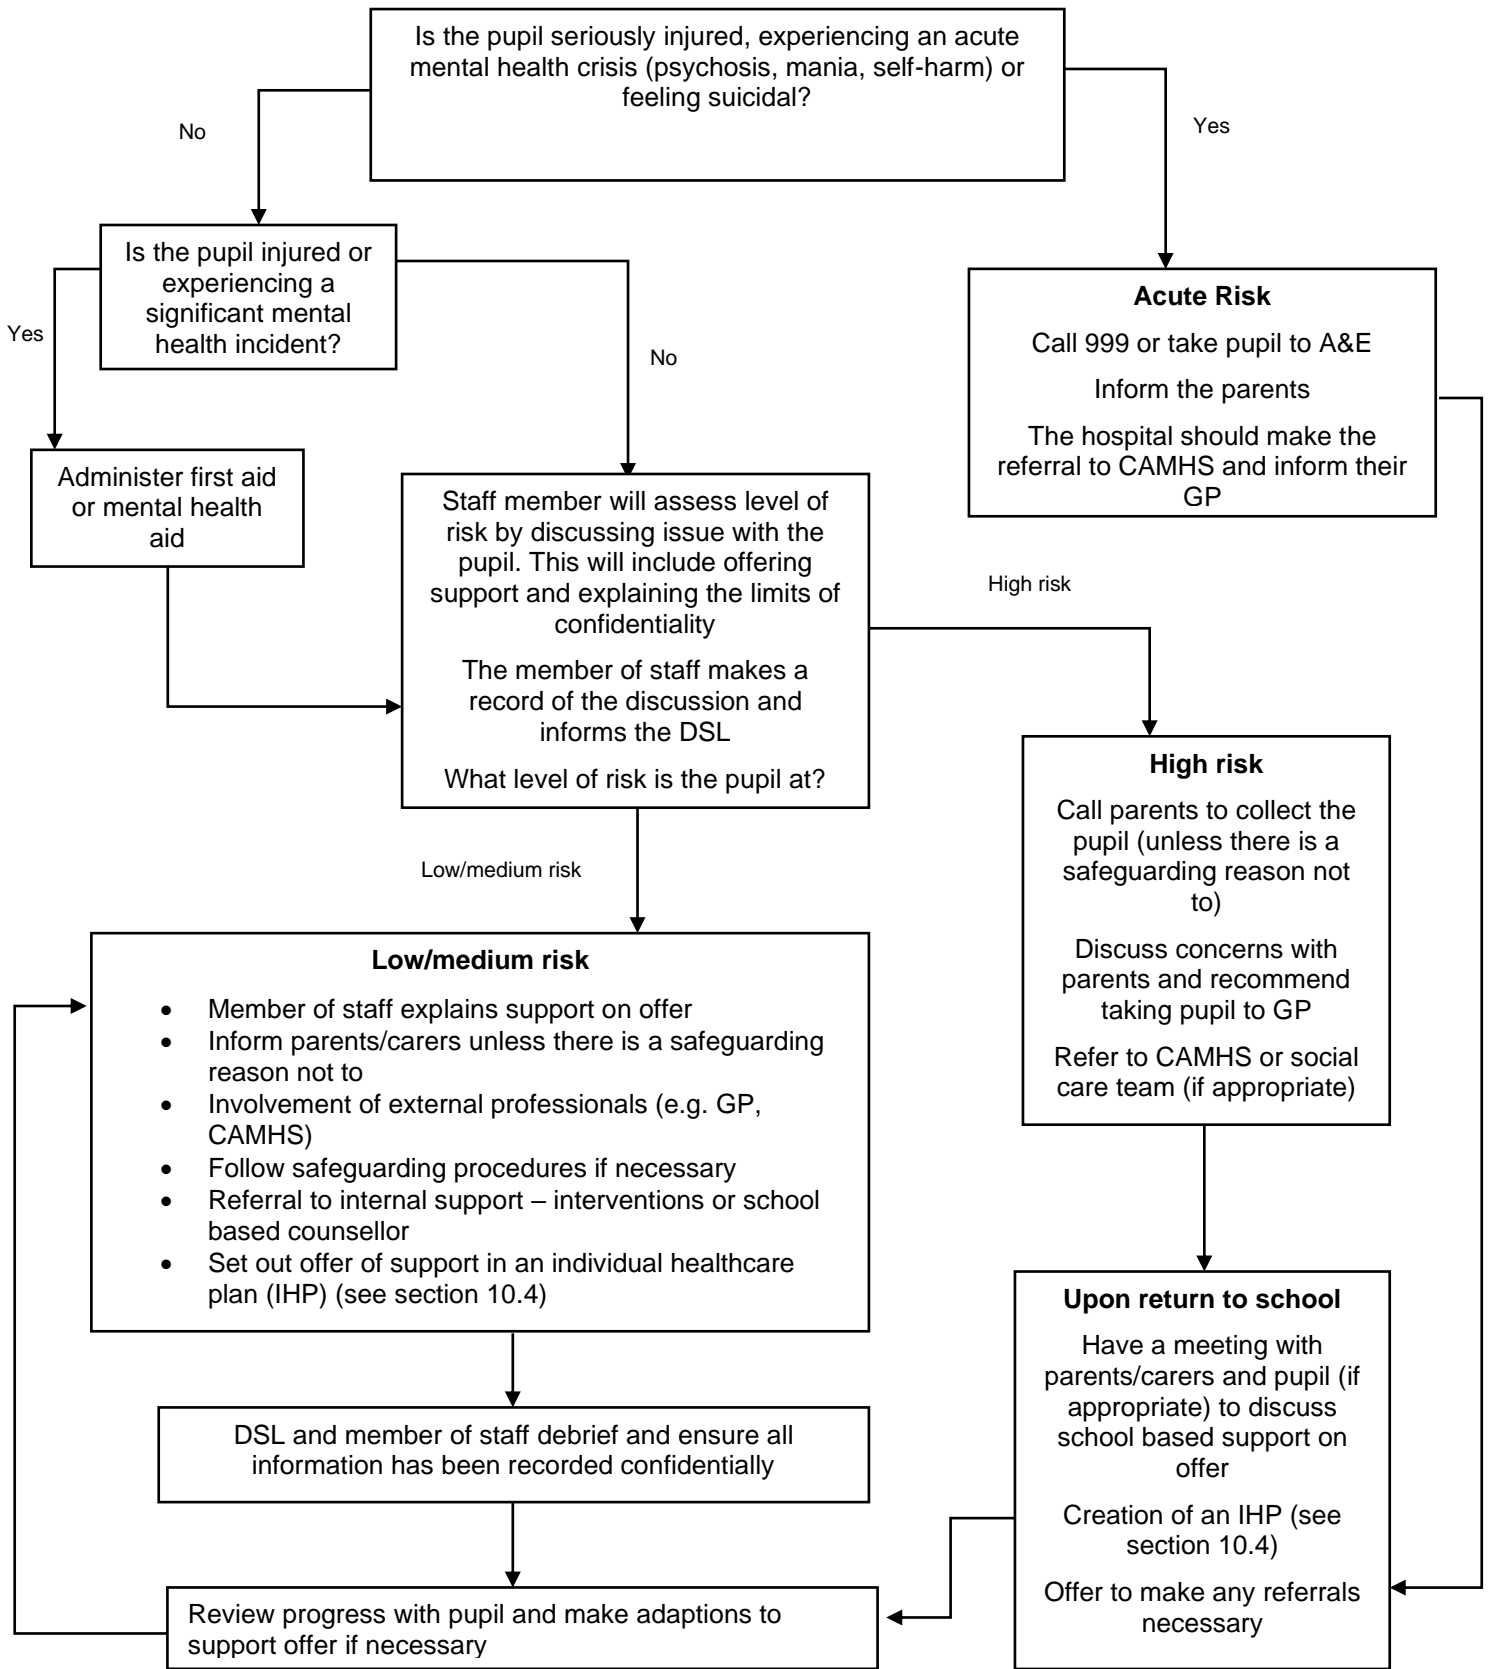 Is the pupil seriously injured, experiencing an acute
mental health crisis (psychosis, mania, self-harm) or
feeling suicidal?
No
Yes
Is the pupil injured or
experiencing a
significant mental
health incident?
Yes
No
Acute Risk
Call 999 or take pupil to A&E
Inform the parents
The hospital should make the
referral to CAMHS and inform their
GP
Administer first aid
or mental health
aid
Staff member will assess level of
risk by discussing issue with the
pupil. This will include offering
support and explaining the limits of
confidentiality
The member of staff makes a
record of the discussion and
informs the DSL
What level of risk is the pupil at?
High risk
Low/medium risk
High risk
Call parents to collect the
pupil (unless there is a
safeguarding reason not
to)
Discuss concerns with
parents and recommend
taking pupil to GP
Refer to CAMHS or social
care team (if appropriate)
Low/medium risk
• Member of staff explains support on offer
• Inform parents/carers unless there is a safeguarding
reason not to
• Involvement of external professionals (e.g. GP,
CAMHS)
• Follow safeguarding procedures if necessary
• Referral to internal support – interventions or school
based counsellor
• Set out offer of support in an individual healthcare
plan (IHP) (see section 10.4)
Upon return to school
Have a meeting with
parents/carers and pupil (if
appropriate) to discuss
school based support on
offer
Creation of an IHP (see
section 10.4)
Offer to make any referrals
necessary
DSL and member of staff debrief and ensure all
information has been recorded confidentially
Review progress with pupil and make adaptions to
support offer if necessary